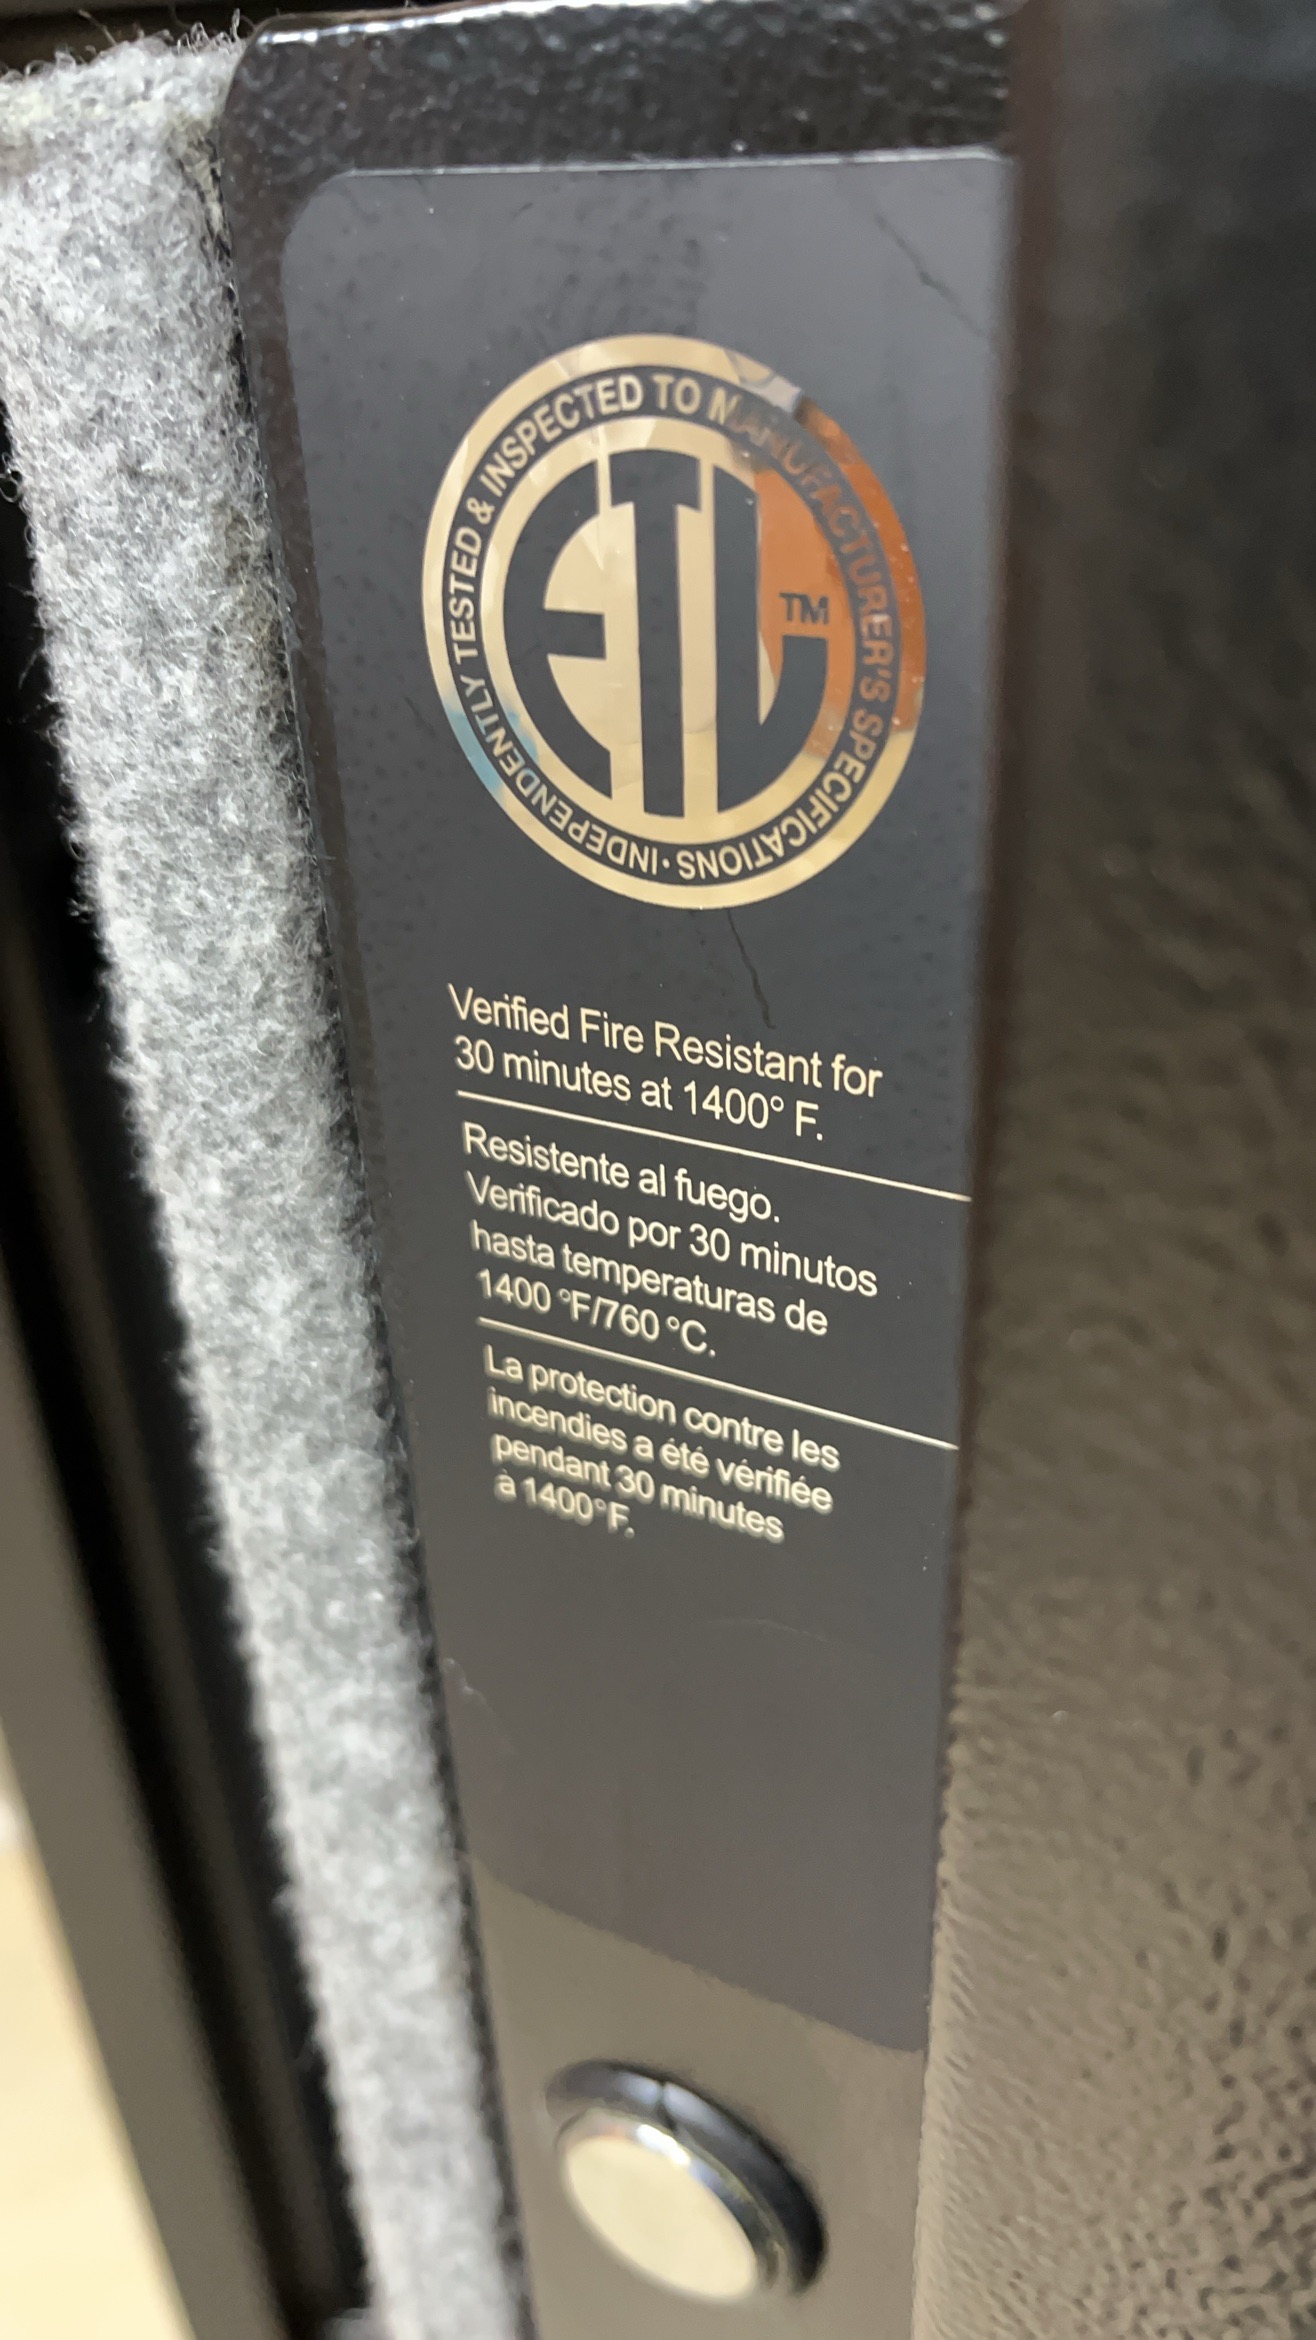 INDEPENDENTLY TESTED & INSPECTED TO MANUFACTURER'S SPECIFICATIONS •
ETL
TM
Verified Fire Resistant for
30 minutes at 1400° F.
Resistente al fuego.
Verificado por 30 minutos
hasta temperaturas de
1400 °F/760 °C.
La protection contre les
incendies a été vérifiée
pendant 30 minutes
à 1400°F.